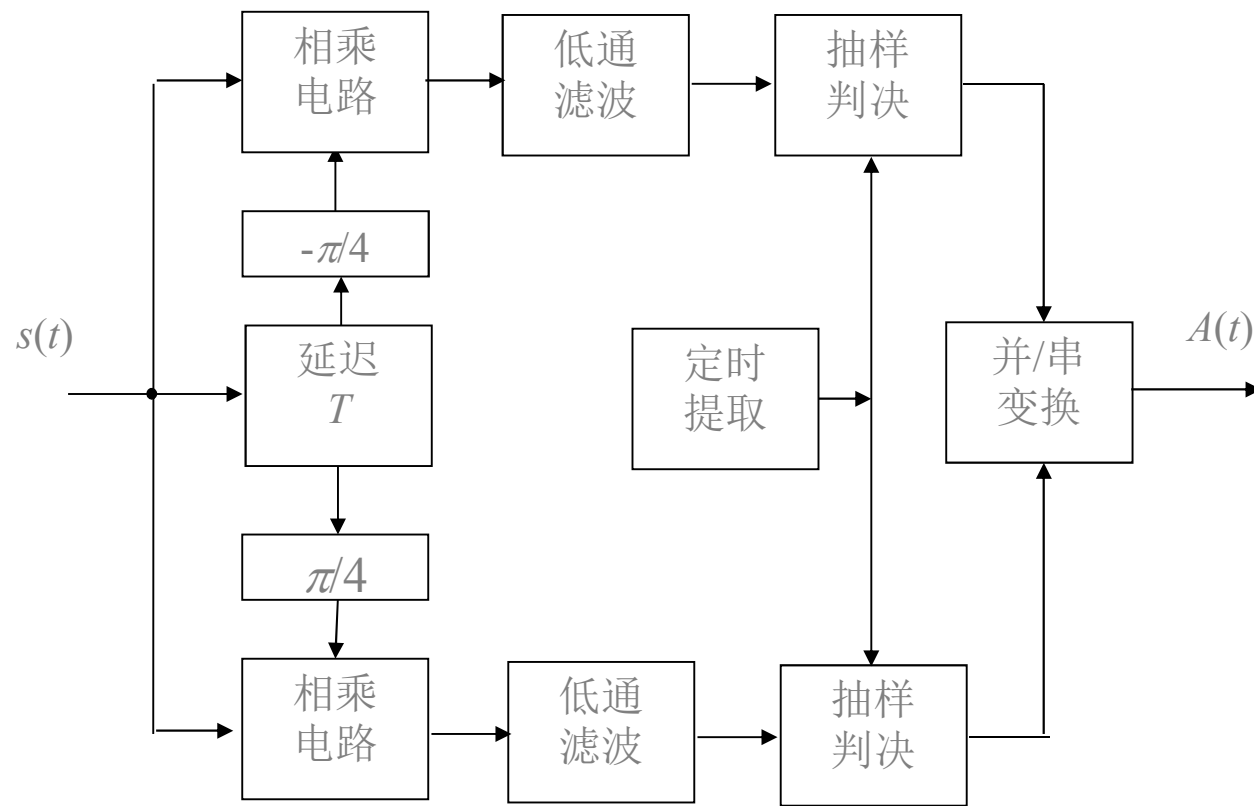 相乘
电路
低通
滤波
抽样
判决
-π/4
s(t)
延迟
T
定时
提取
并/串
变换
A(t)
π/4
相乘
电路
低通
滤波
抽样
判决